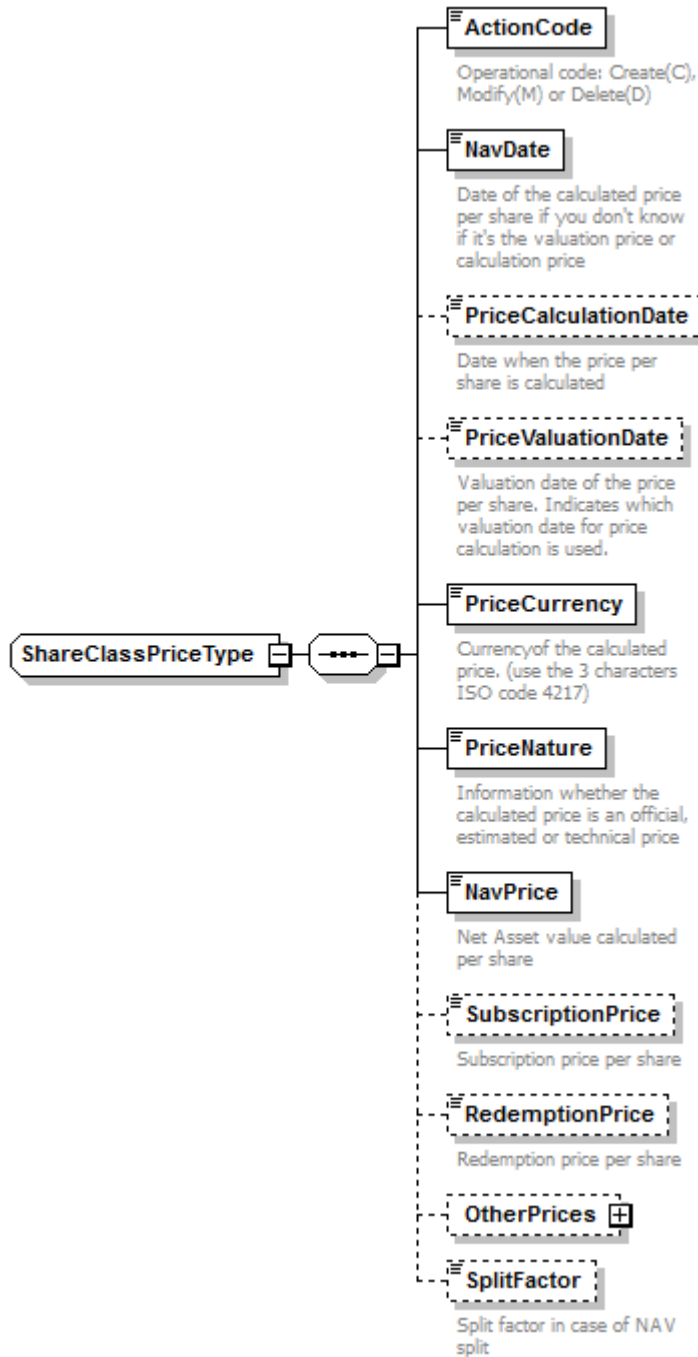 ActionCode
Operational code: Create(C),
Modify(M) or Delete(D)
NavDate
Date of the calculated price
per share if you don't know
if it's the valuation price or
calculation price
PriceCalculationDate
Date when the price per
share is calculated
PriceValuationDate
Valuation date of the price
per share. Indicates which
valuation date for price
calculation is used.
PriceCurrency
Currencyof the calculated
price. (use the 3 characters
ISO code 4217)
ShareClassPriceType
PriceNature
Information whether the
calculated price is an official,
estimated or technical price
NavPrice
Net Asset value calculated
per share
SubscriptionPrice
Subscription price per share
RedemptionPrice
Redemption price per share
OtherPrices
SplitFactor
Split factor in case of NAV
split